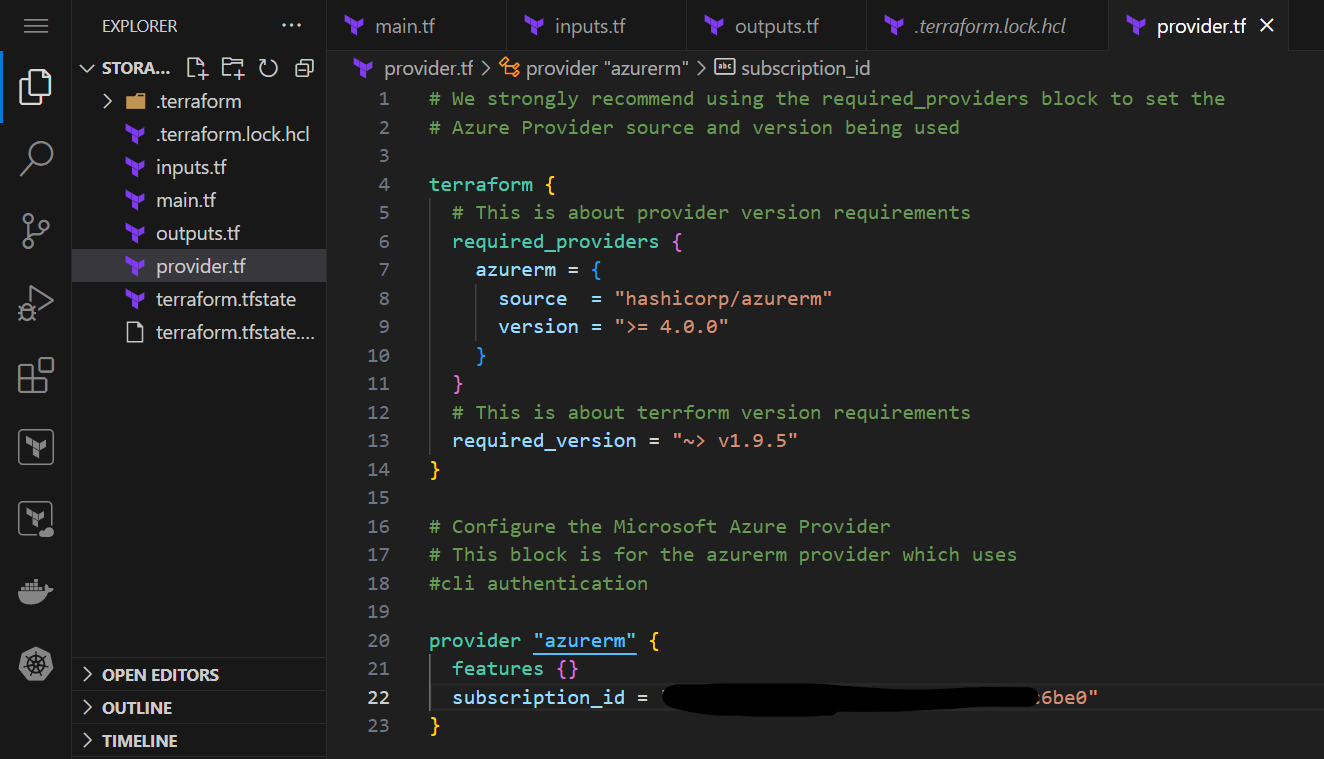 EXPLORER
STORA...
.terraform
.terraform.lock.hcl
inputs.tf
main.tf
outputs.tf
provider.tf
terraform.tfstate
terraform.tfstate....
OPEN EDITORS
OUTLINE
TIMELINE
main.tf inputs.tf outputs.tf .terraform.lock.hcl provider.tf
provider.tf > provider "azurerm" > abc subscription_id
1 # We strongly recommend using the required_providers block to set the
2 # Azure Provider source and version being used
3
4 terraform {
5 # This is about provider version requirements
6 required_providers {
7 azurerm = {
8 source = "hashicorp/azurerm"
9 version = ">= 4.0.0"
10 }
11 }
12 # This is about terrform version requirements
13 required_version = "~> v1.9.5"
14 }
15
16 # Configure the Microsoft Azure Provider
17 # This block is for the azurerm provider which uses
18 #cli authentication
19
20 provider "azurerm" {
21 features {}
22 subscription_id = 6be0"
23 }